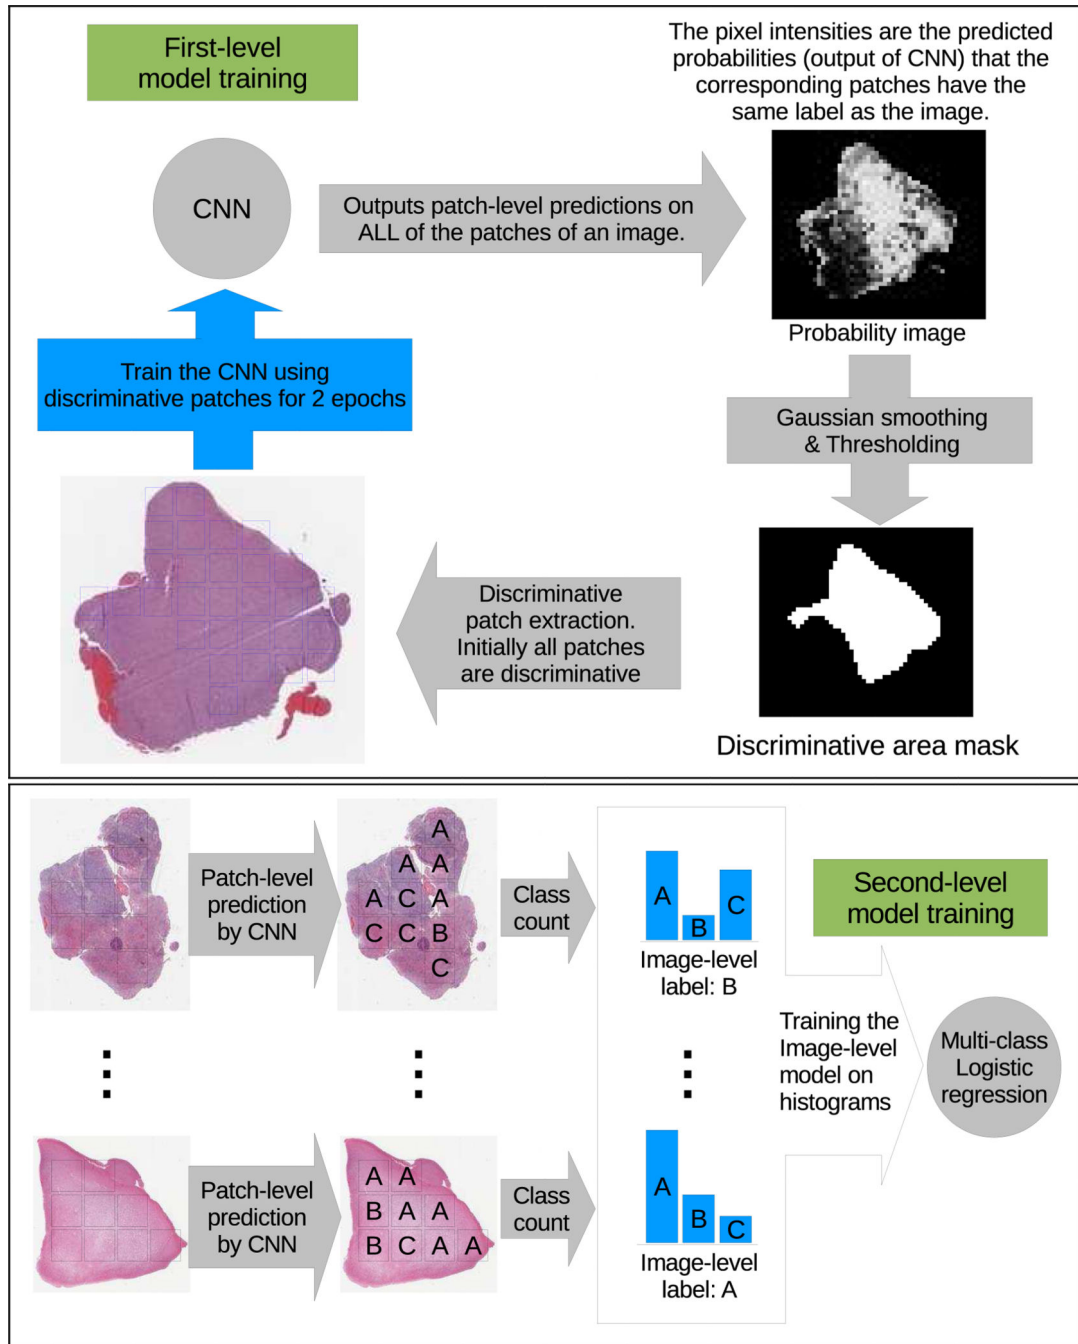 First-level
model training
The pixel intensities are the predicted
probabilities (output of CNN) that the
corresponding patches have the
same label as the image.
CNN
Outputs patch-level predictions on
ALL of the patches of an image.
Probability image
Train the CNN using
discriminative patches for 2 epochs
Gaussian smoothing
& Thresholding
Discriminative
patch extraction.
Initially all patches
are discriminative
Discriminative area mask
Patch-level
prediction
by CNN
A
A A
A C A
C C B
C
Class
count
A B C
Image-level
label: B
Second-level
model training
Training the
Image-level
model on
histograms
Multi-class
Logistic
regression
Patch-level
prediction
by CNN
A A
B A A
B C A A
Class
count
A B C
Image-level
label: A